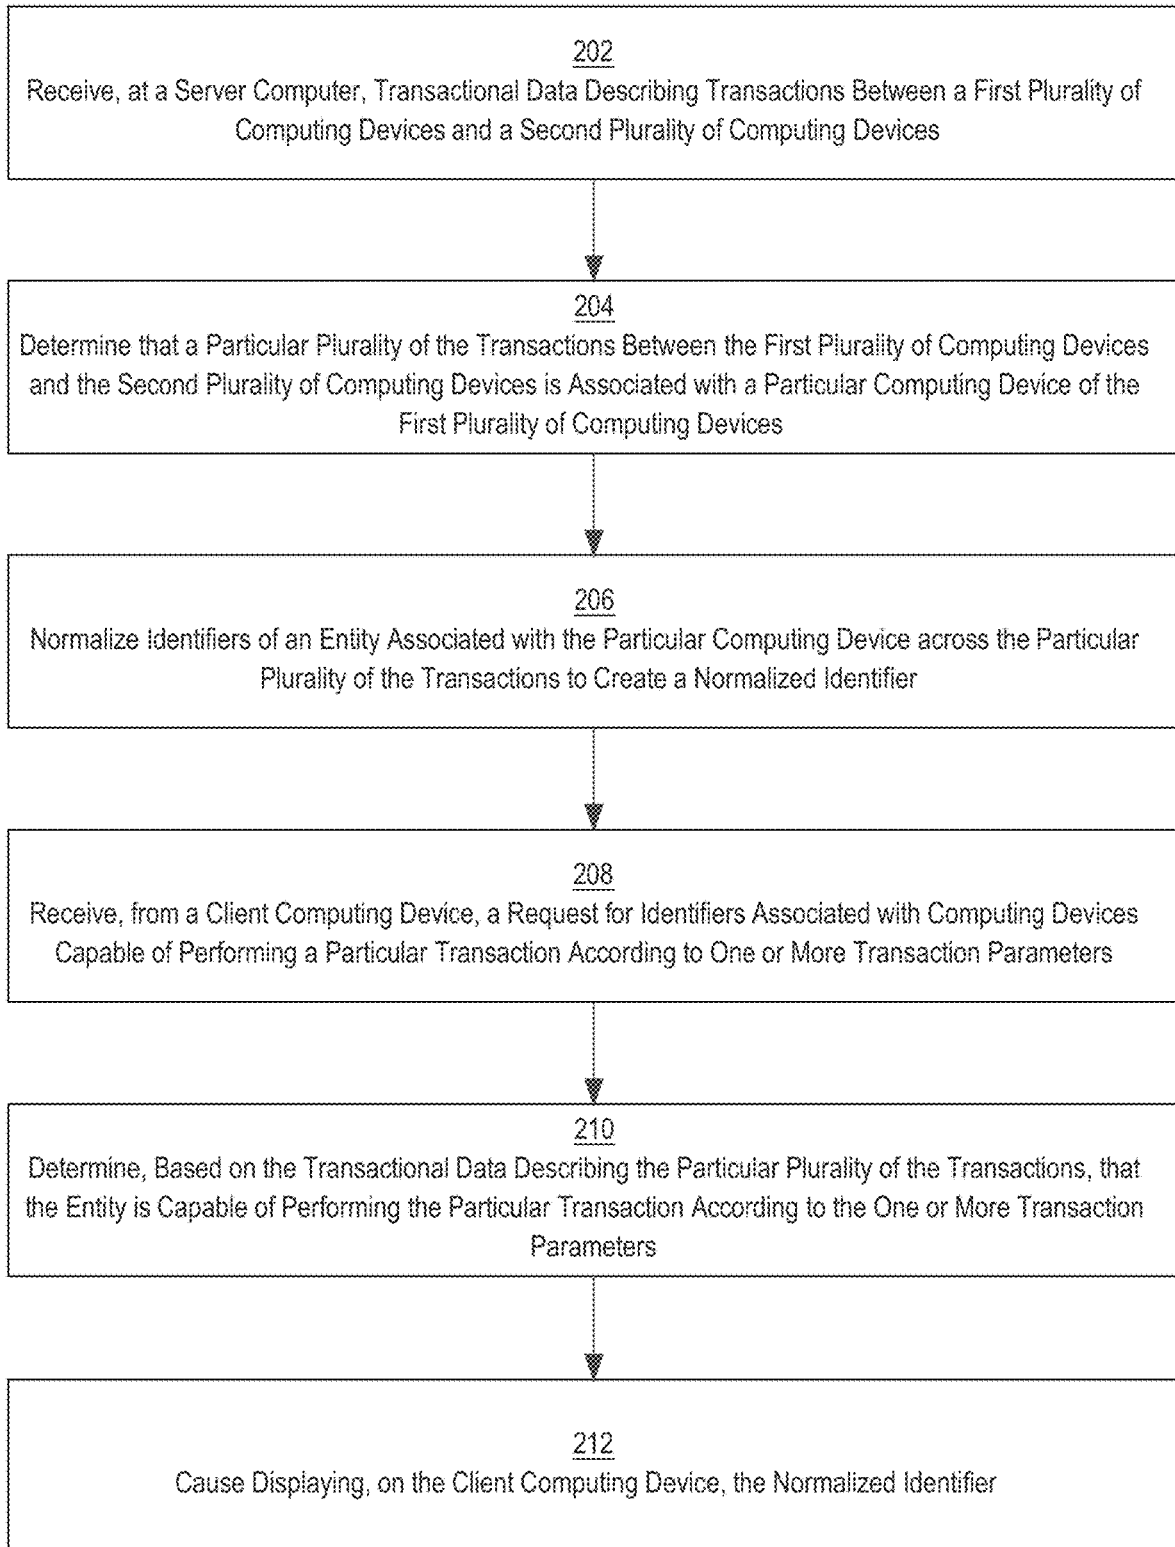 202
Receive, at a Server Computer, Transactional Data Describing Transactions Between a First Plurality of
Computing Devices and a Second Plurality of Computing Devices
204
Determine that a Particular Plurality of the Transactions Between the First Plurality of Computing Devices
and the Second Plurality of Computing Devices is Associated with a Particular Computing Device of the
First Plurality of Computing Devices
206
Normalize Identifiers of an Entity Associated with the Particular Computing Device across the Particular
Plurality of the Transactions to Create a Normalized Identifier
208
Receive, from a Client Computing Device, a Request for Identifiers Associated with Computing Devices
Capable of Performing a Particular Transaction According to One or More Transaction Parameters
210
Determine, Based on the Transactional Data Describing the Particular Plurality of the Transactions, that
the Entity is Capable of Performing the Particular Transaction According to the One or More Transaction
Parameters
212
Cause Displaying, on the Client Computing Device, the Normalized Identifier